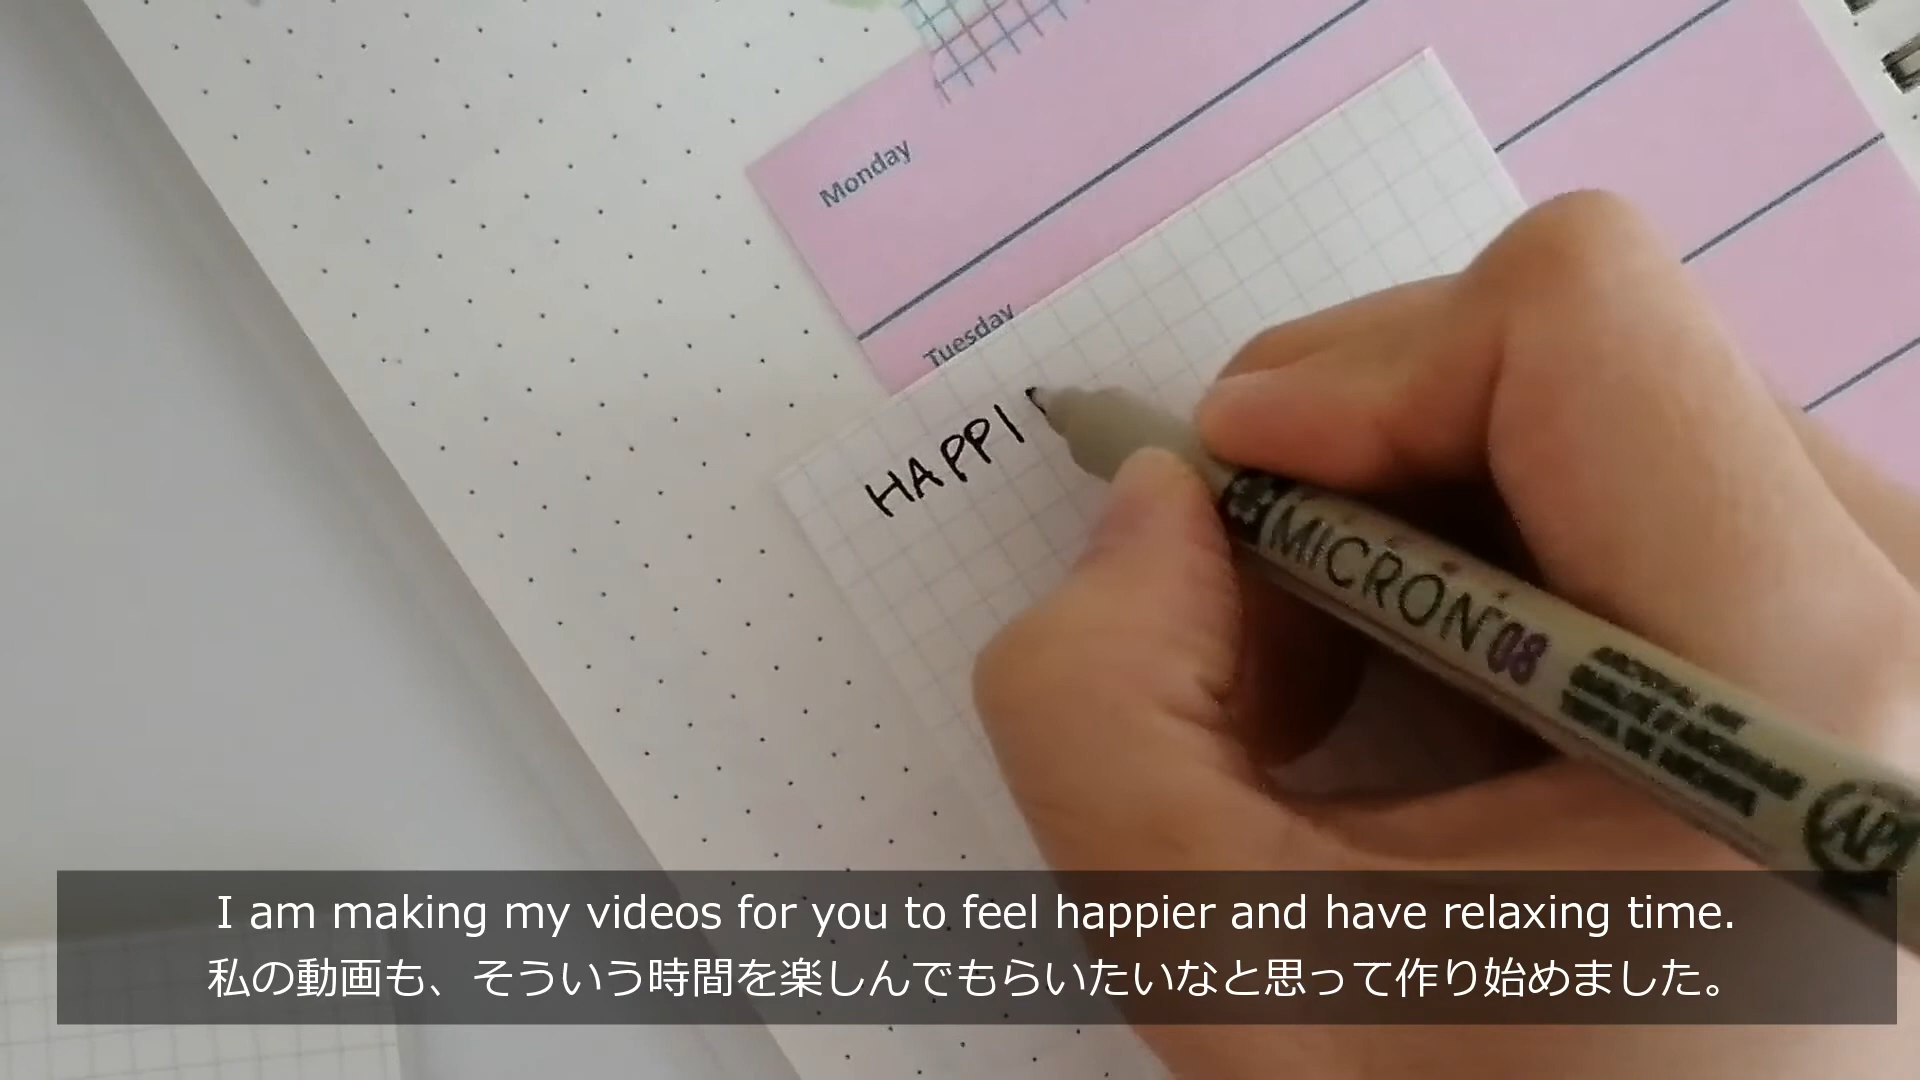 Monday
Tuesday
HAPPI
MICRON 08
AP
I am making my videos for you to feel happier and have relaxing time.
私の動画も、そういう時間を楽しんでもらいたいなと思って作り始めました。